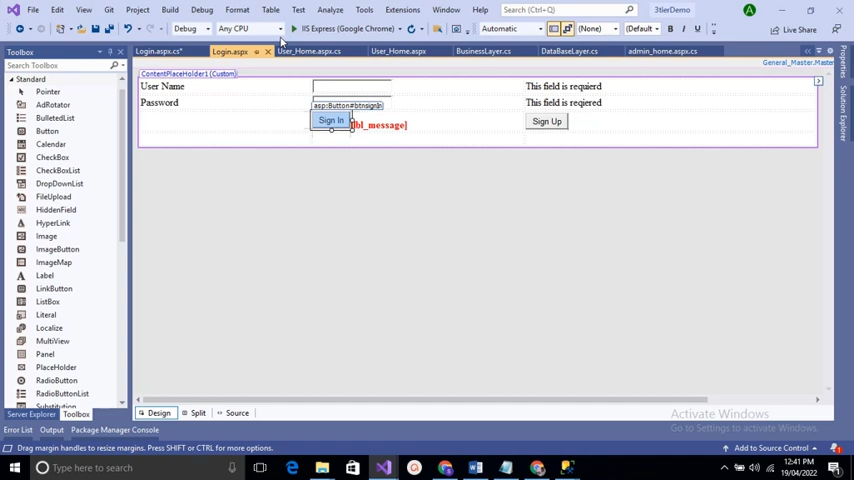 File Edit View Git Project Build Debug Format Table Test Analyze Tools Extensions Window Help Search (Ctrl+Q) 3tlerDemo A
Debug Any CPU IIS Express (Google Chrome) Automatic (None) (Default) B I U Live Share
Toolbox Login.aspx.cs* Login.aspx User_Home.aspx.cs User_Home.aspx BusinessLayer.cs DataBaseLayer.cs admin_home.aspx
Search Toolbox General_Master.Master
Standard
Pointer
AdRotator
BulletedList
Button
Calendar
CheckBox
CheckBoxList
DropDownList
FileUpload
HiddenField
HyperLink
Image
ImageButton
ImageMap
Label
LinkButton
ListBox
Literal
Localize
MultiView
Panel
PlaceHolder
RadioButton
RadioButtonList
Substitution
ContentPlaceHolder1 (Custom)
User Name This field is requierd
Password This field is reqiered
asp:Button#btnsignin
Sign In [lbl_message] Sign Up
Solution Explorer
Properties
Server Explorer Toolbox
Design Split Source
Activate Windows
Go to Settings to activate Windows.
Error List Output Package Manager Console
Drag margin handles to resize margins. Press SHIFT or CTRL for more options. Add to Source Control
Type here to search
12:41 PM
19/04/2022